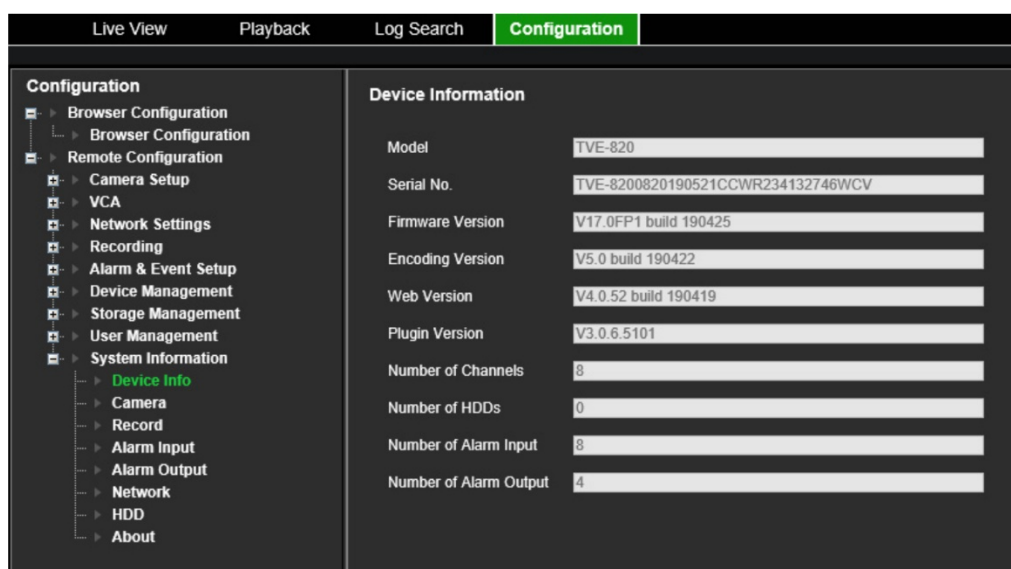 Live View Playback Log Search Configuration
Configuration
Browser Configuration
Browser Configuration
Remote Configuration
Camera Setup
VCA
Network Settings
Recording
Alarm & Event Setup
Device Management
Storage Management
User Management
System Information
Device Info
Camera
Record
Alarm Input
Alarm Output
Network
HDD
About
Device Information
Model TVE-820
Serial No. TVE-8200820190521CCWR234132746WCV
Firmware Version V17.0FP1 build 190425
Encoding Version V5.0 build 190422
Web Version V4.0.52 build 190419
Plugin Version V3.0.6.5101
Number of Channels 8
Number of HDDs 0
Number of Alarm Input 8
Number of Alarm Output 4